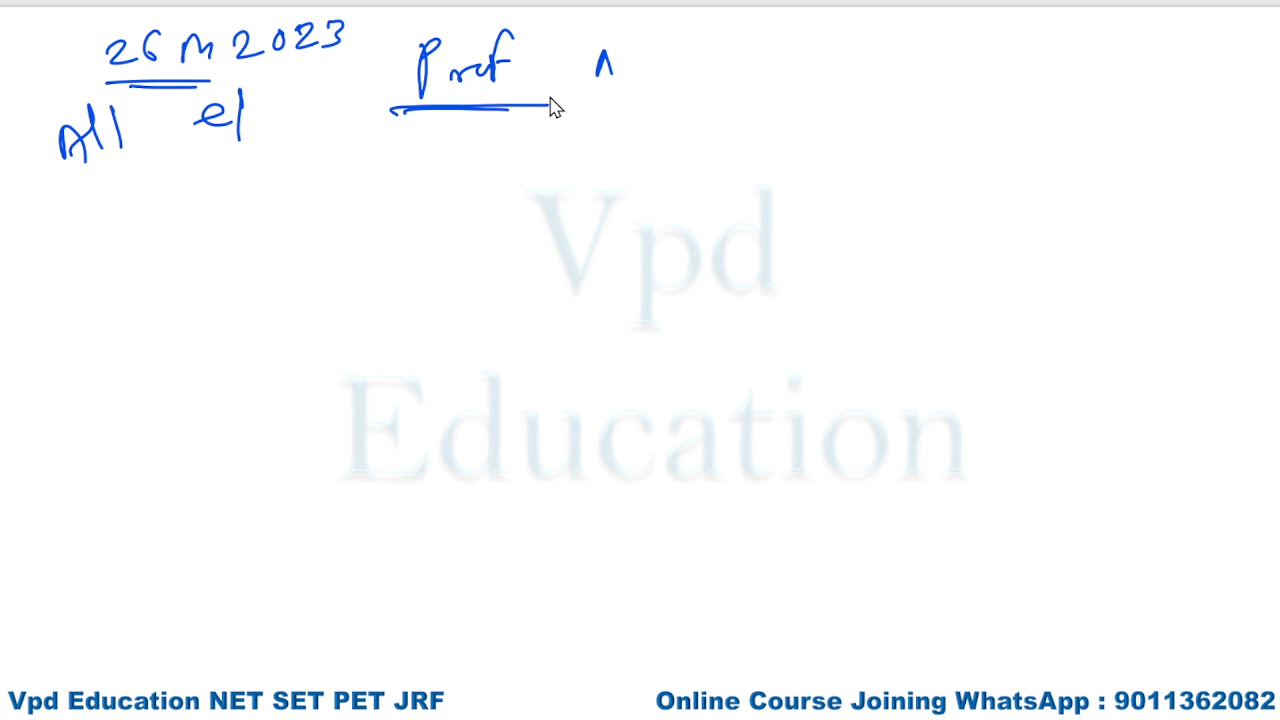 26 M 2023 Prof A
All el
Vpd
Education
Vpd Education NET SET PET JRF
Online Course Joining WhatsApp : 9011362082